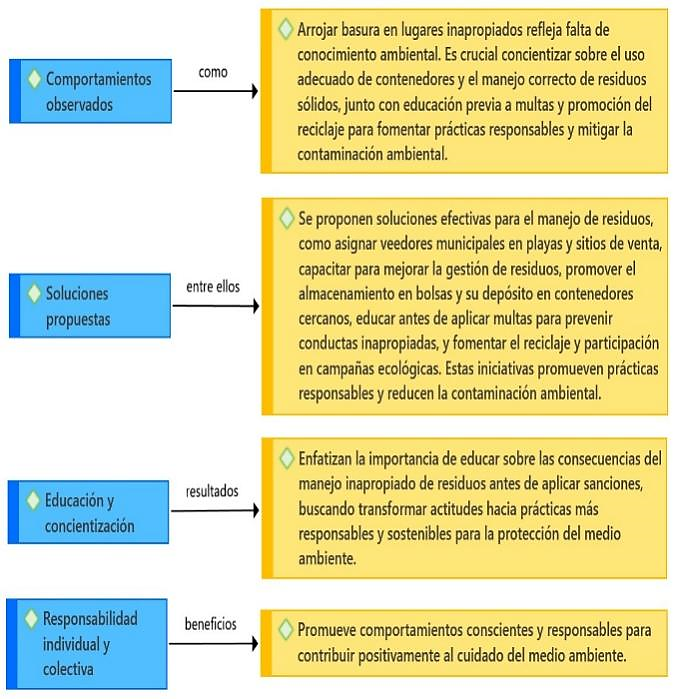 Comportamientos
observados
como
Arrojar basura en lugares inapropiados refleja falta de
conocimiento ambiental. Es crucial concientizar sobre el uso
adecuado de contenedores y el manejo correcto de residuos
sólidos, junto con educación previa a multas y promoción del
reciclaje para fomentar prácticas responsables y mitigar la
contaminación ambiental.
Soluciones
propuestas
entre ellos
Se proponen soluciones efectivas para el manejo de residuos,
como asignar veedores municipales en playas y sitios de venta,
capacitar para mejorar la gestión de residuos, promover el
almacenamiento en bolsas y su depósito en contenedores
cercanos, educar antes de aplicar multas para prevenir
conductas inapropiadas, y fomentar el reciclaje y participación
en campañas ecológicas. Estas iniciativas promueven prácticas
responsables y reducen la contaminación ambiental.
Educación y
concientización
resultados
Enfatizan la importancia de educar sobre las consecuencias del
manejo inapropiado de residuos antes de aplicar sanciones,
buscando transformar actitudes hacia prácticas más
responsables y sostenibles para la protección del medio
ambiente.
Responsabilidad
individual y
colectiva
beneficios
Promueve comportamientos conscientes y responsables para
contribuir positivamente al cuidado del medio ambiente.